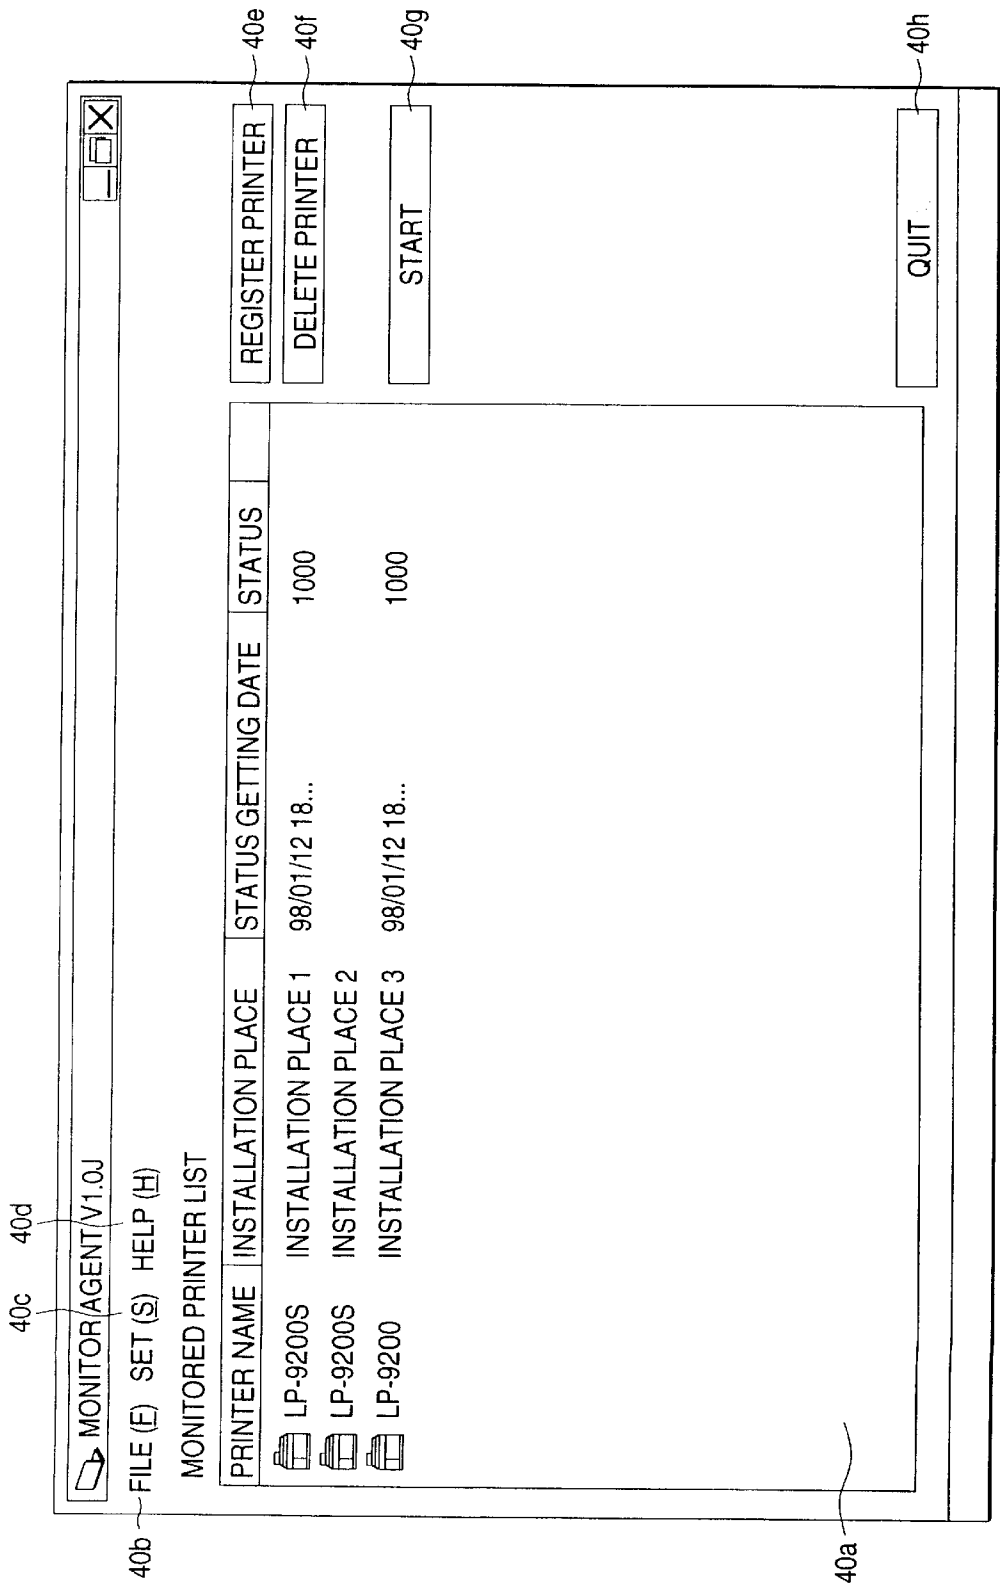 40c
40d
MONITOR AGENT V1.0J
40b
FILE (F) SET (S) HELP (H)
MONITORED PRINTER LIST
PRINTER NAME INSTALLATION PLACE STATUS GETTING DATE STATUS
LP-9200S INSTALLATION PLACE 1 98/01/12 18... 1000
LP-9200S INSTALLATION PLACE 2
LP-9200 INSTALLATION PLACE 3 98/01/12 18... 1000
REGISTER PRINTER 40e
DELETE PRINTER 40f
START 40g
QUIT 40h
40a